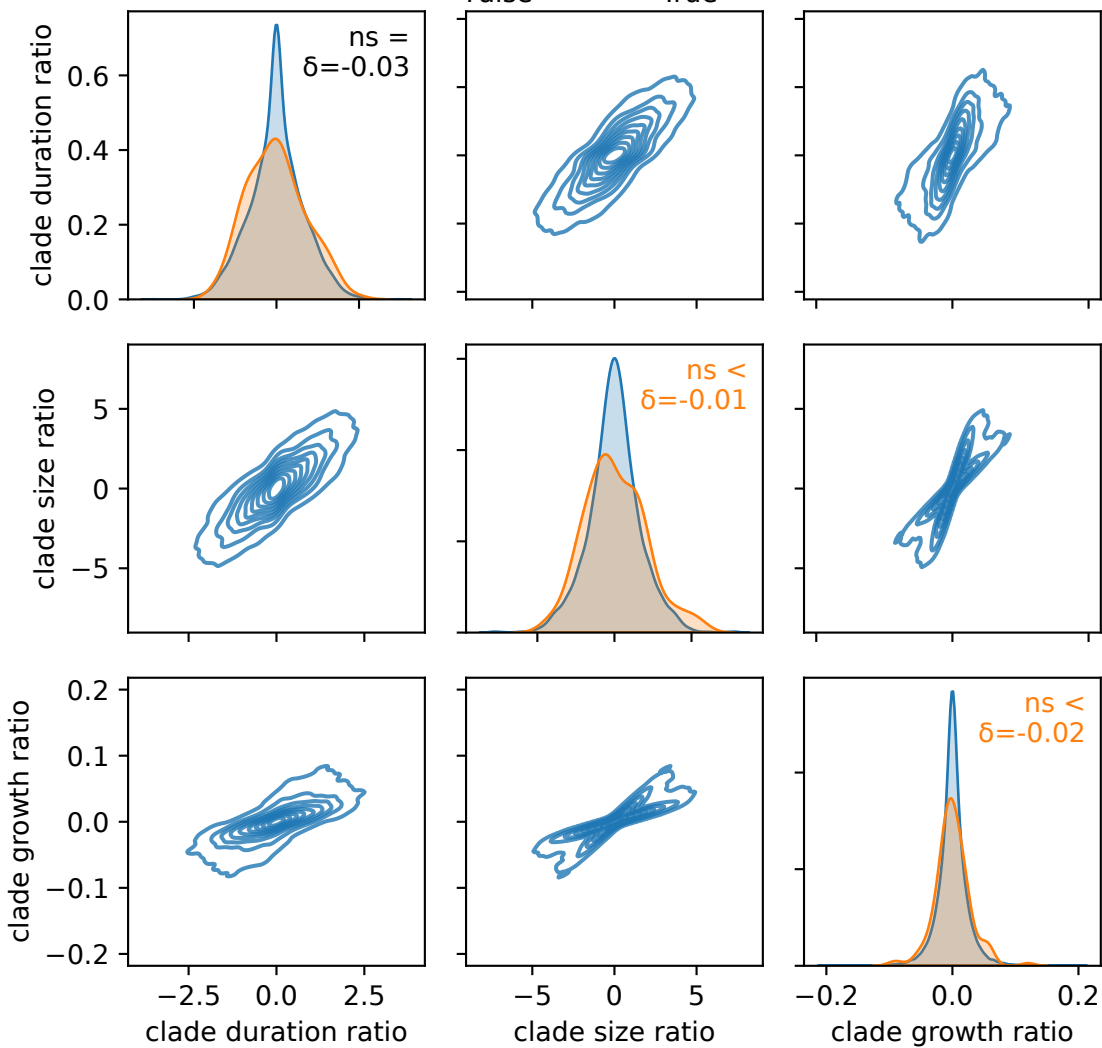 clade duration ratio
0.6
0.4
0.2
0.0
ns =
δ=-0.03
clade size ratio
5
0
−5
ns <
δ=-0.01
clade growth ratio
0.2
0.1
0.0
−0.1
−0.2
ns <
δ=-0.02
−2.5 0.0 2.5
clade duration ratio
−5 0 5
clade size ratio
−0.2 0.0 0.2
clade growth ratio